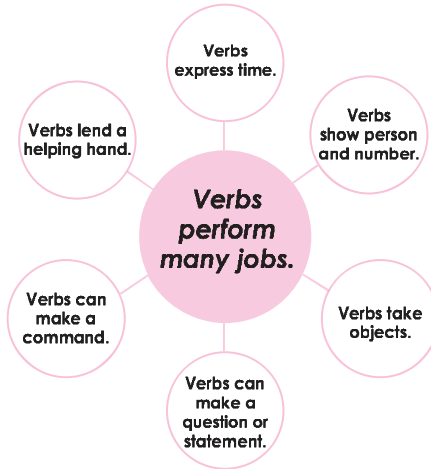 Verbs
express time.
Verbs lend a
helping hand.
Verbs
show person
and number.
Verbs
perform
many jobs.
Verbs can
make a
command.
Verbs take
objects.
Verbs can
make a
question or
statement.